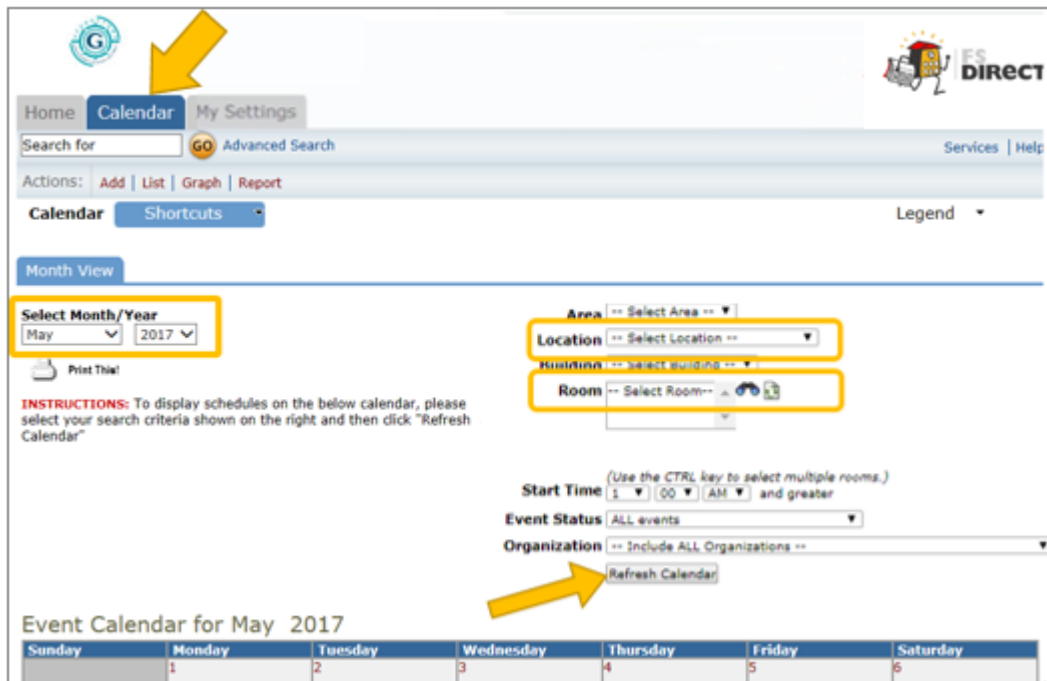 G
FS
DIRECT
Home Calendar My Settings
Search for GO Advanced Search Services | Help
Actions: Add | List | Graph | Report
Calendar Shortcuts Legend
Month View
Select Month/Year
May 2017
Print This!
INSTRUCTIONS: To display schedules on the below calendar, please
select your search criteria shown on the right and then click "Refresh
Calendar"
Area -- Select Area --
Location -- Select Location --
Building -- Select Building --
Room -- Select Room--
(Use the CTRL key to select multiple rooms.)
Start Time 1 00 AM and greater
Event Status ALL events
Organization -- Include ALL Organizations --
Refresh Calendar
Event Calendar for May 2017
Sunday Monday Tuesday Wednesday Thursday Friday Saturday
1 2 3 4 5 6